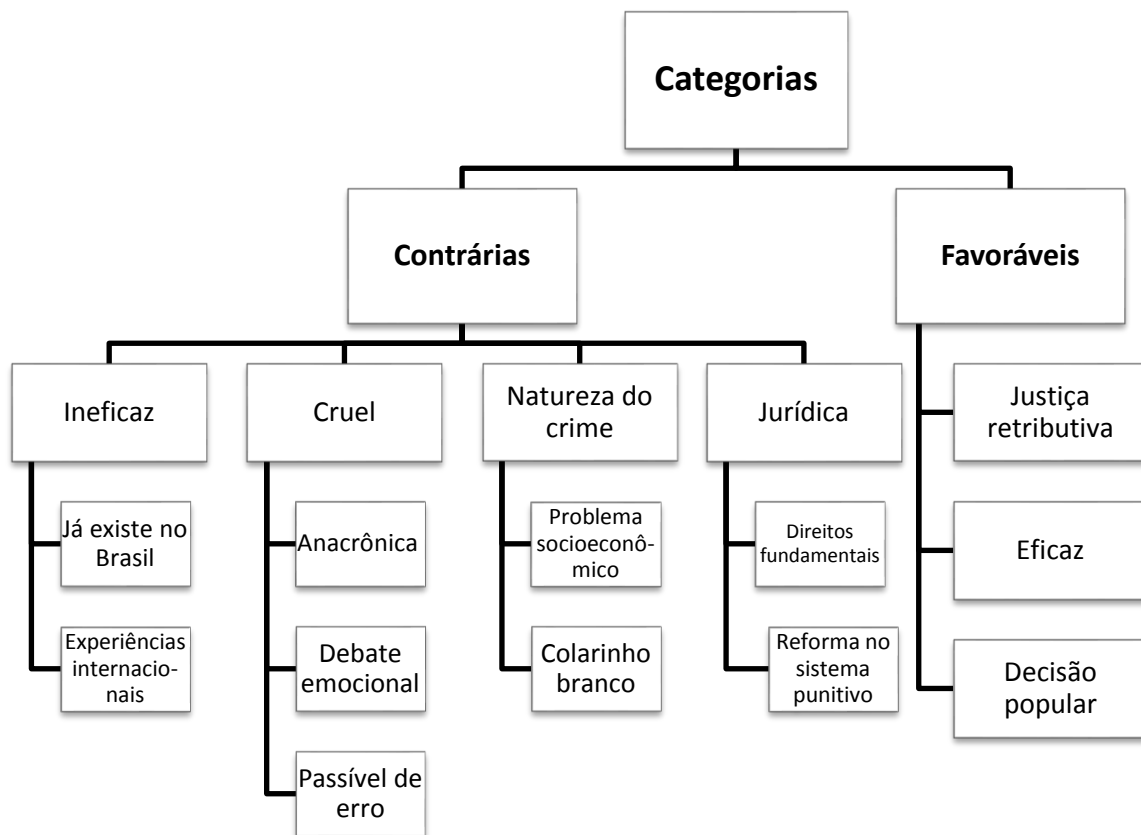 Categorias
Contrárias
Favoráveis
Ineficaz
Já existe no
Brasil
Experiências
internacio-
nais
Cruel
Anacrônica
Debate
emocional
Passível de
erro
Natureza do
crime
Problema
socioeconô-
mico
Colarinho
branco
Jurídica
Direitos
fundamentais
Reforma no
sistema
punitivo
Justiça
retributiva
Eficaz
Decisão
popular